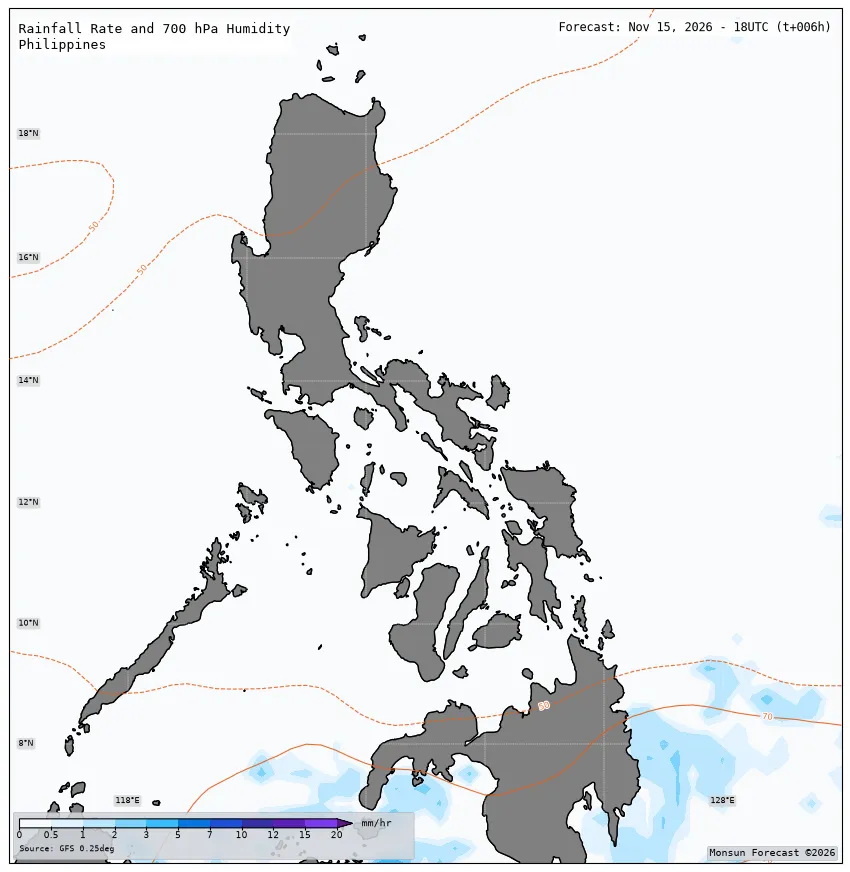 Rainfall Rate and 700 hPa Humidity
Philippines
Forecast: Nov 15, 2026 - 18UTC (t+006h)
18°N
50
16°N
50
14°N
12°N
10°N
50
70
8°N
118°E
128°E
0 0.5 1 2 3 5 7 10 12 15 20 mm/hr
Source: GFS 0.25deg
Monsun Forecast ©2026